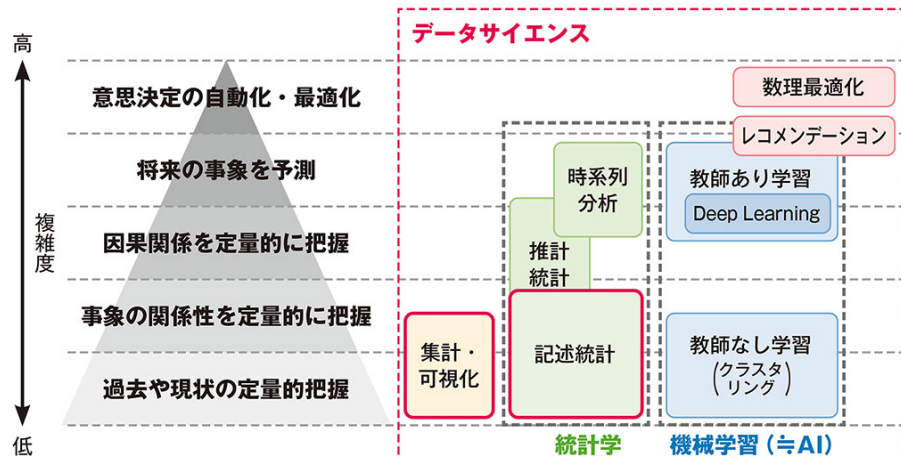 データサイエンス
高
複雑度
低
意思決定の自動化・最適化
将来の事象を予測
因果関係を定量的に把握
事象の関係性を定量的に把握
過去や現状の定量的把握
集計・
可視化
時系列
分析
推計
統計
記述統計
統計学
数理最適化
レコメンデーション
教師あり学習
Deep Learning
教師なし学習
(クラスタ
リング)
機械学習(≒AI)